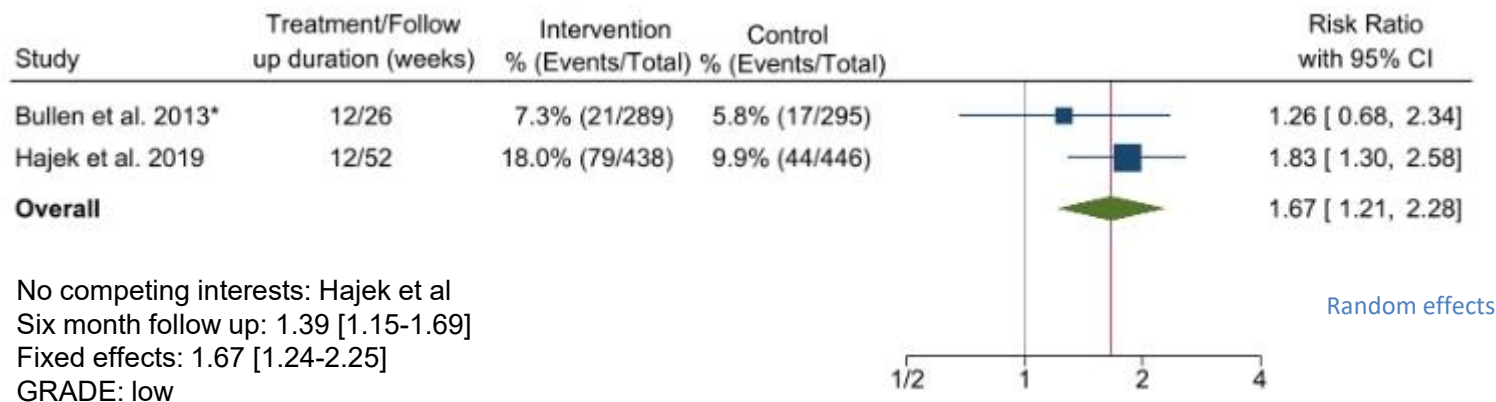 Study Treatment/Follow up duration (weeks) Intervention % (Events/Total) Control % (Events/Total) Risk Ratio with 95% CI
Bullen et al. 2013* 12/26 7.3% (21/289) 5.8% (17/295) 1.26 [ 0.68, 2.34]
Hajek et al. 2019 12/52 18.0% (79/438) 9.9% (44/446) 1.83 [ 1.30, 2.58]
Overall 1.67 [ 1.21, 2.28]
No competing interests: Hajek et al
Six month follow up: 1.39 [1.15-1.69]
Fixed effects: 1.67 [1.24-2.25]
GRADE: low
Random effects
1/2 1 2 4